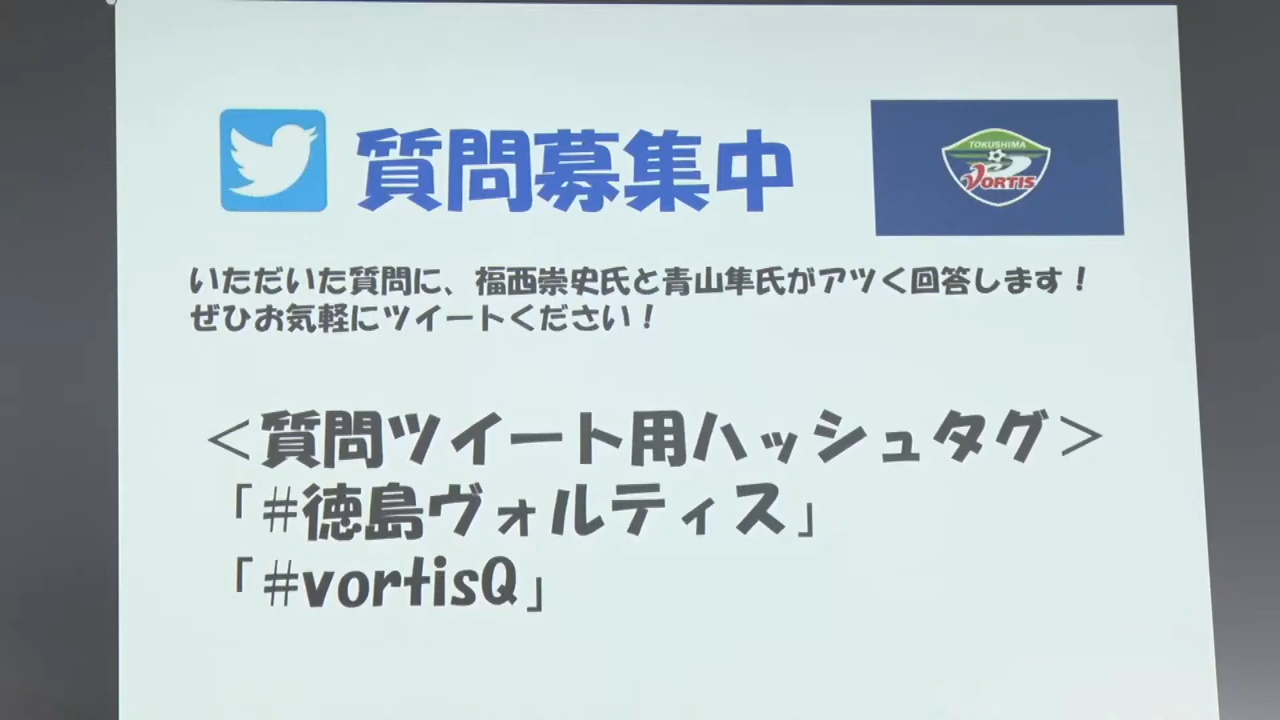 質問募集中
TOKUSHIMA
VORTIS
いただいた質問に、福西崇史氏と青山隼氏がアツく回答します!
ぜひお気軽にツイートください!
<質問ツイート用ハッシュタグ>
「#徳島ヴォルティス」
「#vortisQ」